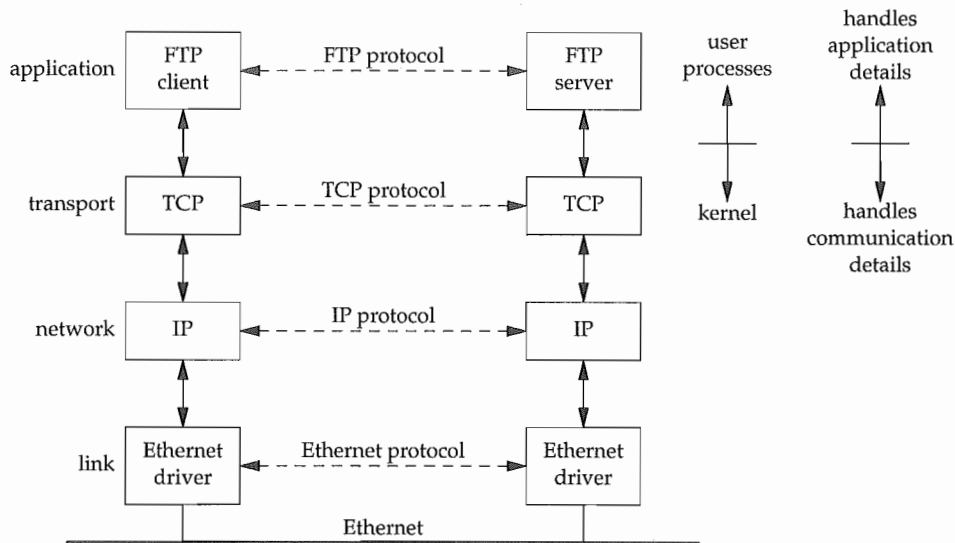 application
FTP
client
FTP protocol
FTP
server
user
processes
handles
application
details
transport
TCP
TCP protocol
TCP
kernel
handles
communication
details
network
IP
IP protocol
IP
link
Ethernet
driver
Ethernet protocol
Ethernet
driver
Ethernet